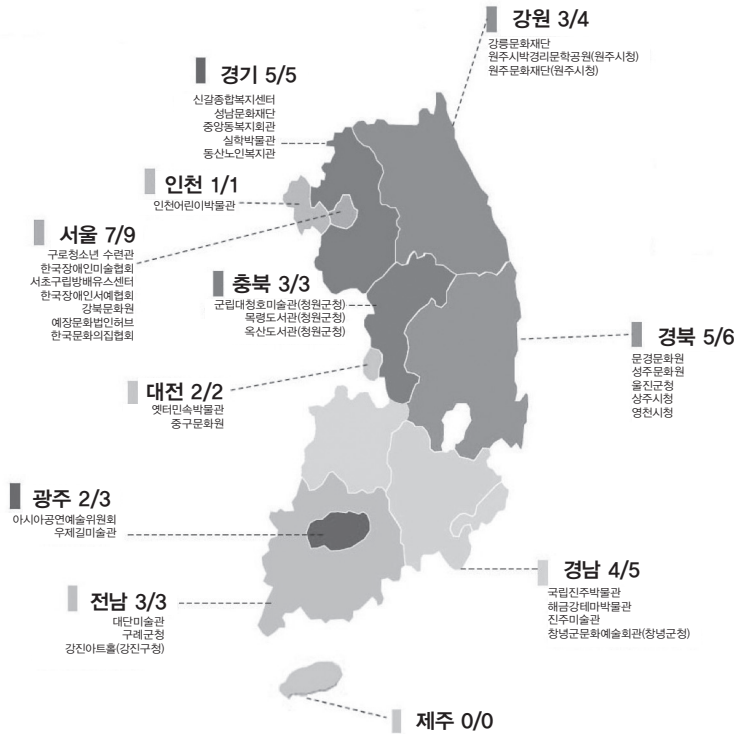 강원 3/4
강릉문화재단
원주시박경리문학공원(원주시청)
원주문화재단(원주시청)
경기 5/5
신갈종합복지센터
성남문화재단
중앙동복지회관
실학박물관
동산노인복지관
인천 1/1
인천어린이박물관
서울 7/9
구로청소년 수련관
한국장애인미술협회
서초구립방배유스센터
한국장애인서예협회
강북문화원
예장문화법인허브
한국문화의집협회
충북 3/3
군립대청호미술관(청원군청)
목령도서관(청원군청)
옥산도서관(청원군청)
경북 5/6
문경문화원
성주문화원
울진군청
상주시청
영천시청
대전 2/2
옛터민속박물관
중구문화원
광주 2/3
아시아공연예술위원회
우제길미술관
경남 4/5
국립진주박물관
해금강테마박물관
진주미술관
창녕군문화예술회관(창녕군청)
전남 3/3
대단미술관
구례군청
강진아트홀(강진구청)
제주 0/0